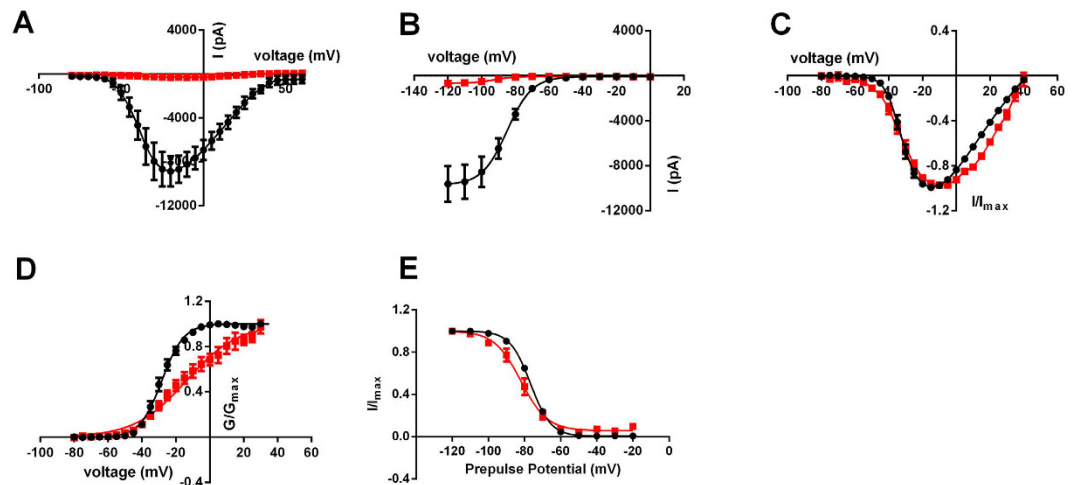 A
4000
I (pA)
voltage (mV)
-100
50
-4000
-12000
B
4000
voltage (mV)
-140 -120 -100 -80 -60 -40 -20
20
-4000
-8000
-12000
I (pA)
C
0.4
voltage (mV)
-100 -80 -60 -40 -20
20 40 60
-0.4
-0.8
-1.2
I/Imax
D
1.2
0.8
0.4
-0.4
G/Gmax
-100 -80 -60 -40 -20
20 40 60
voltage (mV)
E
1.2
0.8
0.4
0.0
-0.4
I/Imax
-140 -120 -100 -80 -60 -40 -20 0
Prepulse Potential (mV)